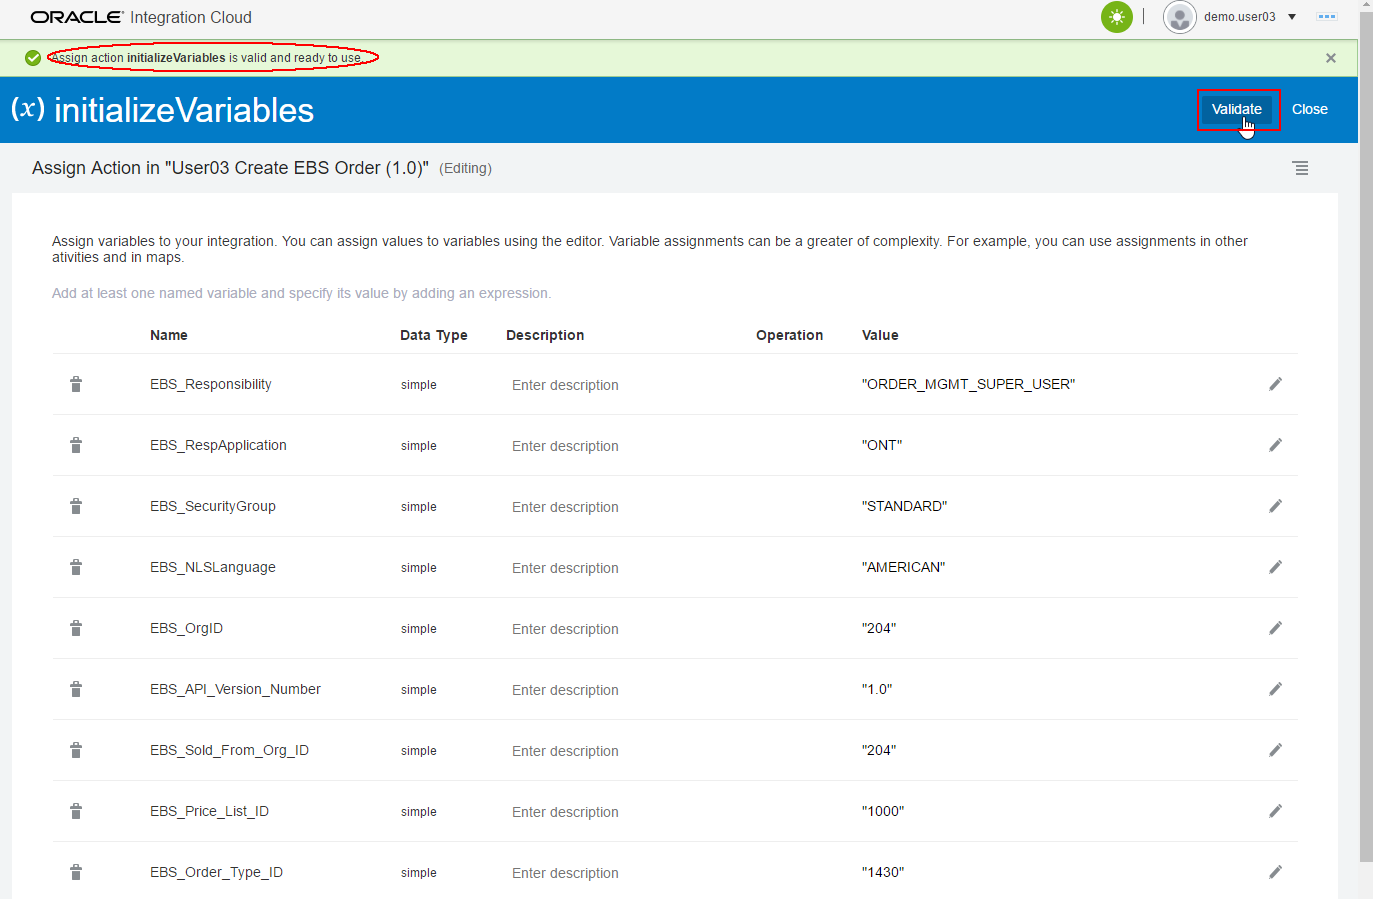 ORACLE Integration Cloud
demo.user03
Assign action initializeVariables is valid and ready to use.
(x) initializeVariables
Validate
Close
Assign Action in "User03 Create EBS Order (1.0)" (Editing)
Assign variables to your integration. You can assign values to variables using the editor. Variable assignments can be a greater of complexity. For example, you can use assignments in other
ativities and in maps.
Add at least one named variable and specify its value by adding an expression.
Name Data Type Description Operation Value
EBS_Responsibility simple Enter description "ORDER_MGMT_SUPER_USER"
EBS_RespApplication simple Enter description "ONT"
EBS_SecurityGroup simple Enter description "STANDARD"
EBS_NLSLanguage simple Enter description "AMERICAN"
EBS_OrgID simple Enter description "204"
EBS_API_Version_Number simple Enter description "1.0"
EBS_Sold_From_Org_ID simple Enter description "204"
EBS_Price_List_ID simple Enter description "1000"
EBS_Order_Type_ID simple Enter description "1430"